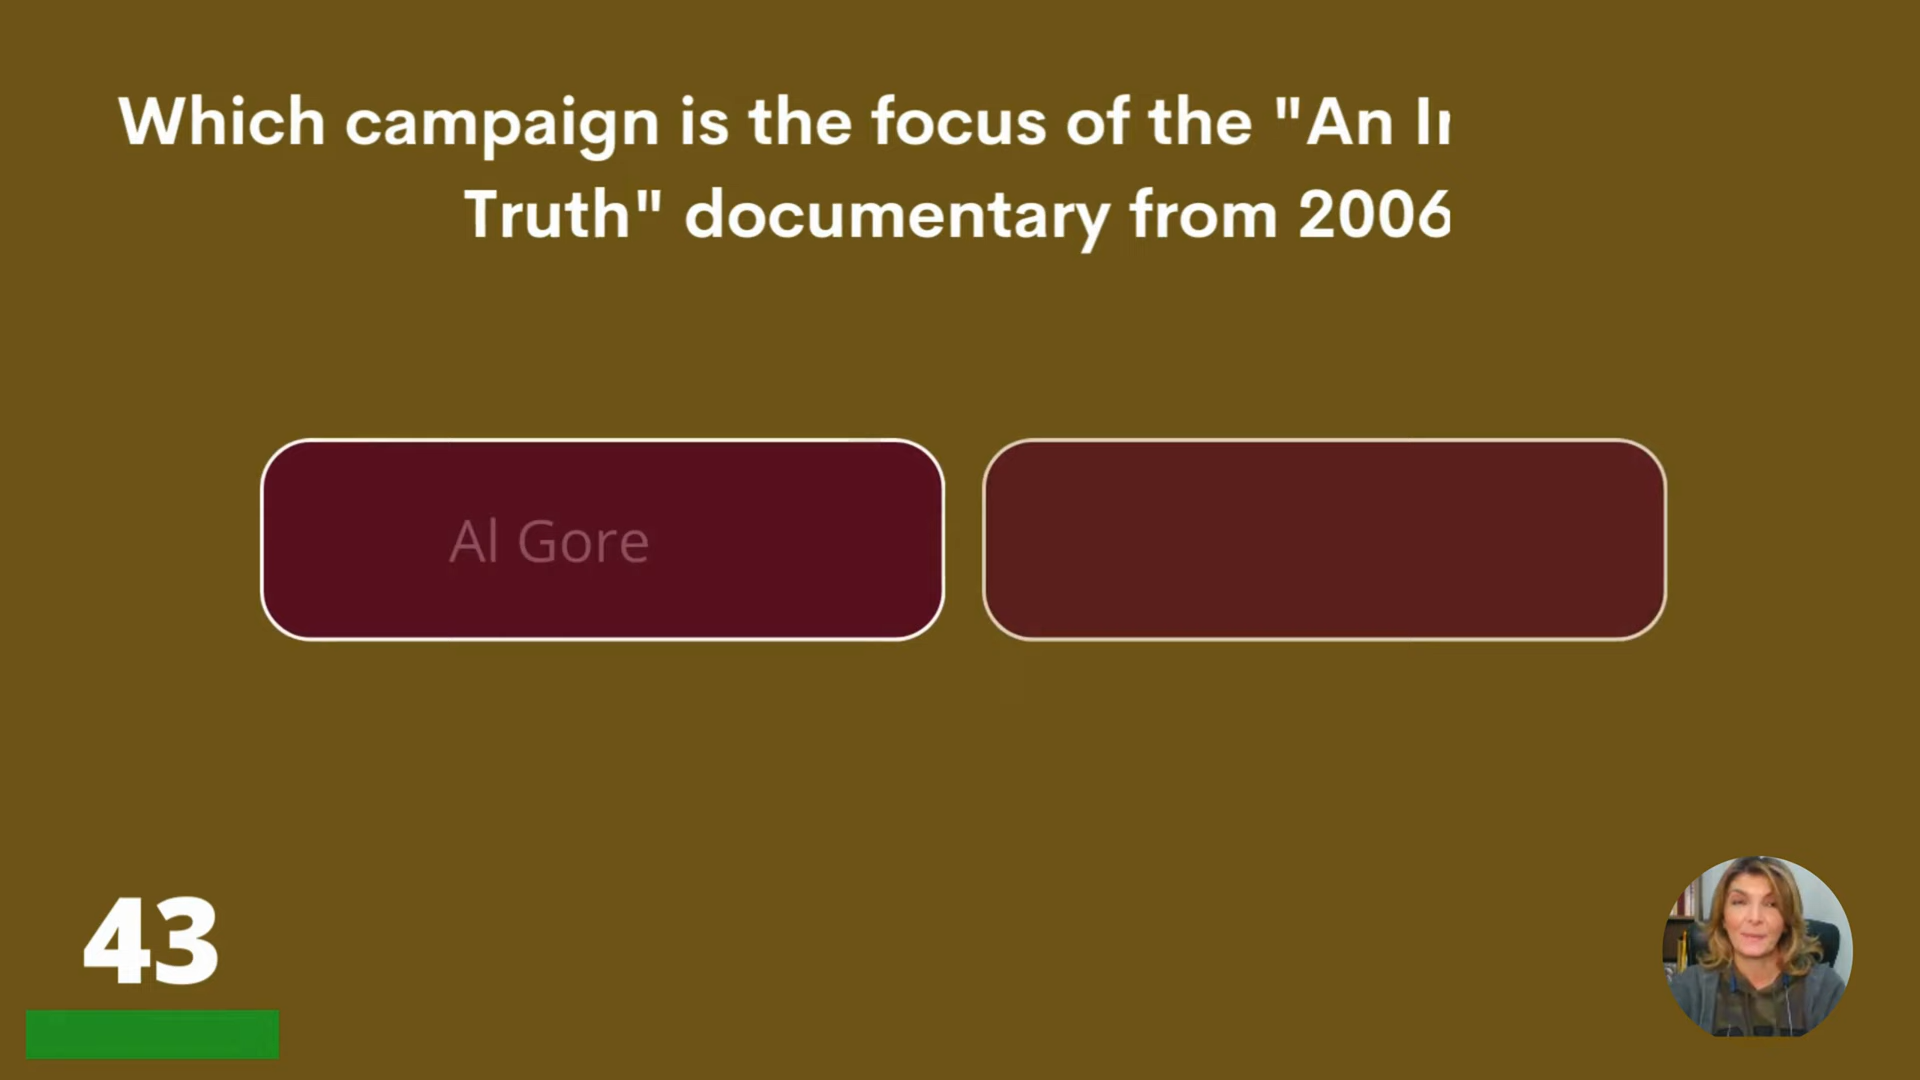 Which campaign is the focus of the "An I
Truth" documentary from 2006
Al Gore
43